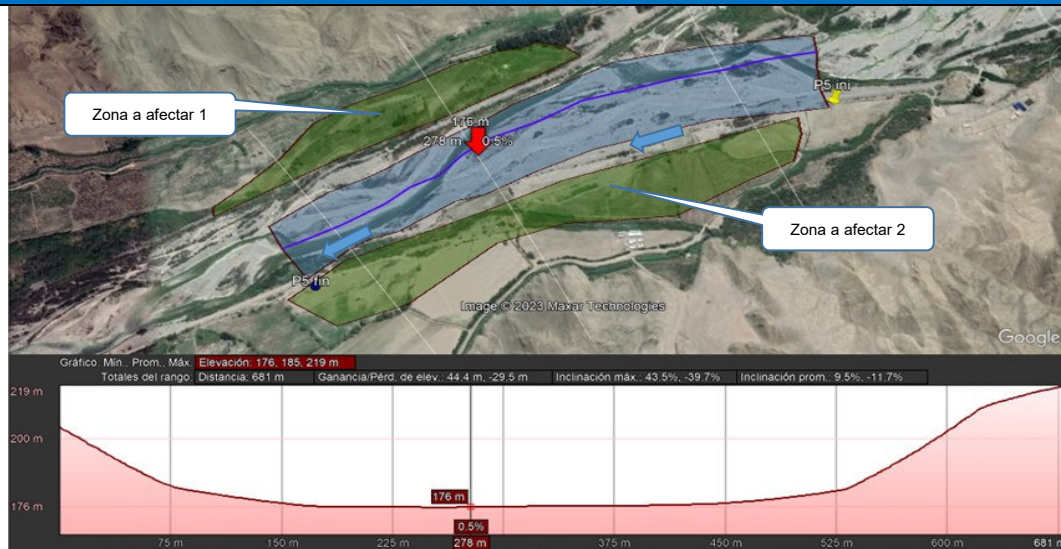 P5 ini
Zona a afectar 1
176 m
278 m 0.5%
Zona a afectar 2
P5 fin
Image © 2023 Maxar Technologies
Google
Gráfico: Mín., Prom., Máx. Elevación: 176, 185, 219 m
Totales del rango: Distancia: 681 m Ganancia/Pérd. de elev.: 44.4 m, -29.5 m Inclinación máx.: 43.5%, -39.7% Inclinación prom.: 9.5%, -11.7%
219 m
200 m
176 m
176 m
0.5%
75 m 150 m 225 m 278 m 375 m 450 m 525 m 600 m 681 m